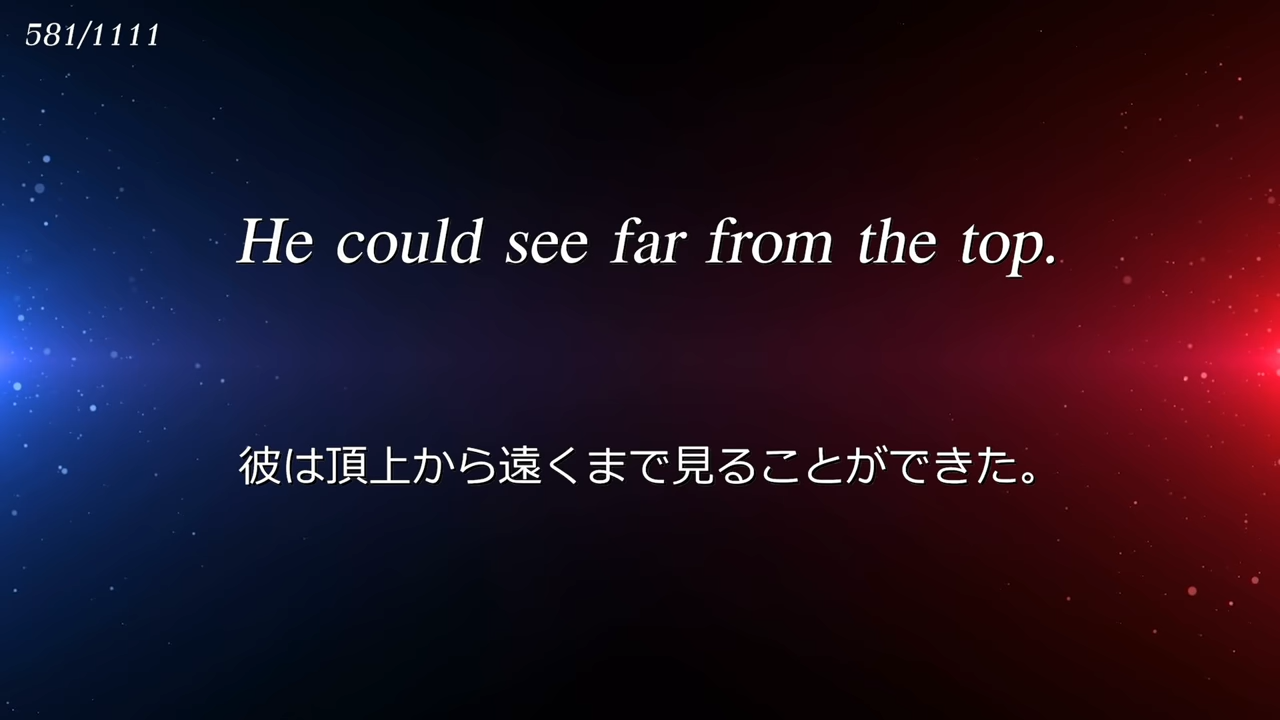 581/1111
He could see far from the top.
彼は頂上から遠くまで見ることができた。